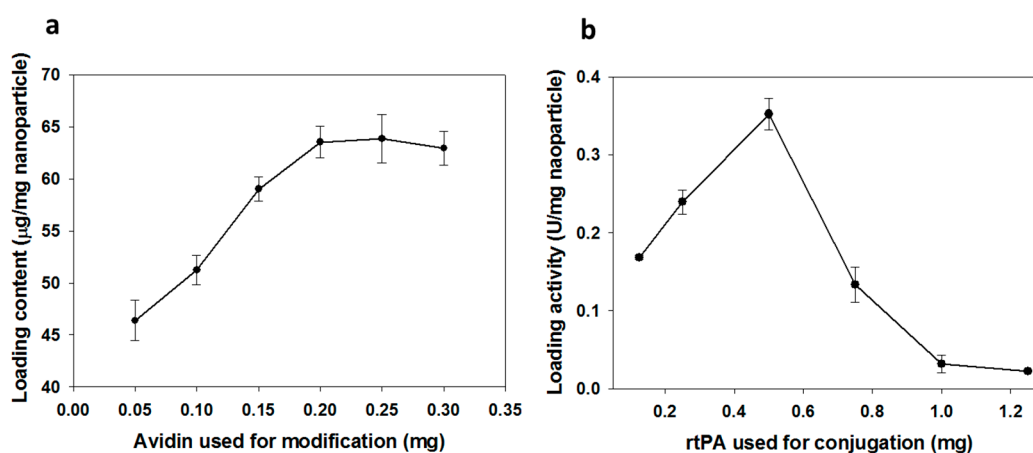 a
Loading content (µg/mg nanoparticle)
70
65
60
55
50
45
40
0.00 0.05 0.10 0.15 0.20 0.25 0.30 0.35
Avidin used for modification (mg)
b
Loading activity (U/mg naoparticle)
0.4
0.3
0.2
0.1
0.0
0.2 0.4 0.6 0.8 1.0 1.2
rtPA used for conjugation (mg)